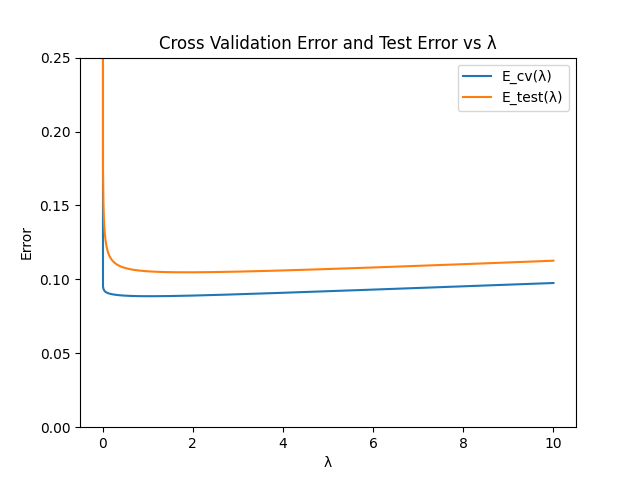 Cross Validation Error and Test Error vs λ
E_cv(λ)
E_test(λ)
Error
0.25
0.20
0.15
0.10
0.05
0.00
0 2 4 6 8 10
λ